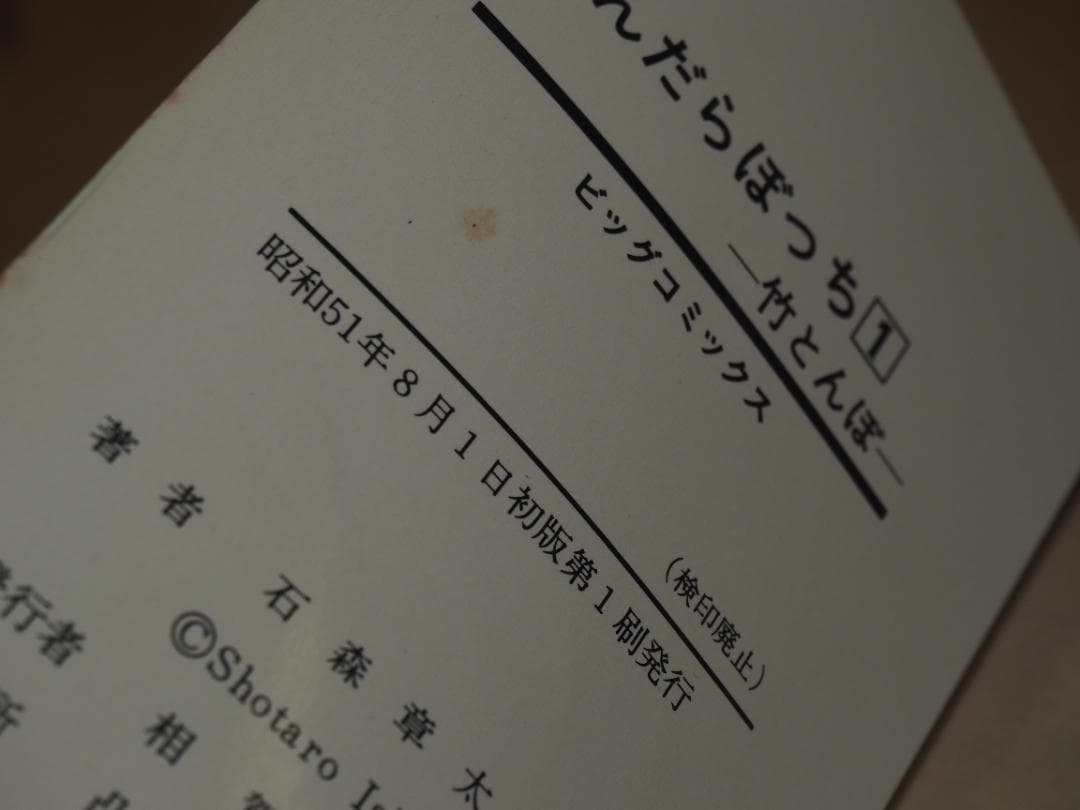 んだらぼっち1
―竹とんぼ―
ビッグコミックス
(検印廃止)
昭和51年8月1日初版第1刷発行
著者 石森章太
©Shotaro Is
行者 相
所